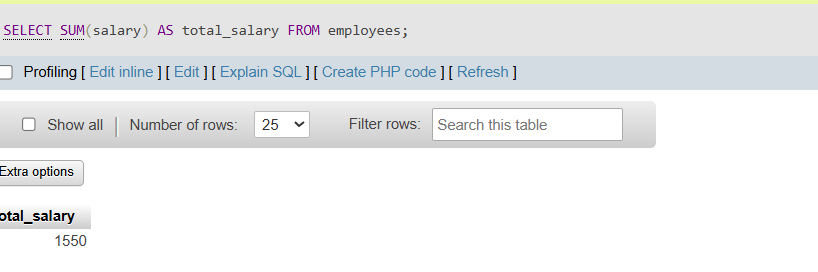 SELECT SUM(salary) AS total_salary FROM employees;
Profiling [ Edit inline ] [ Edit ] [ Explain SQL ] [ Create PHP code ] [ Refresh ]
Show all | Number of rows: 25 Filter rows: Search this table
Extra options
otal_salary
1550